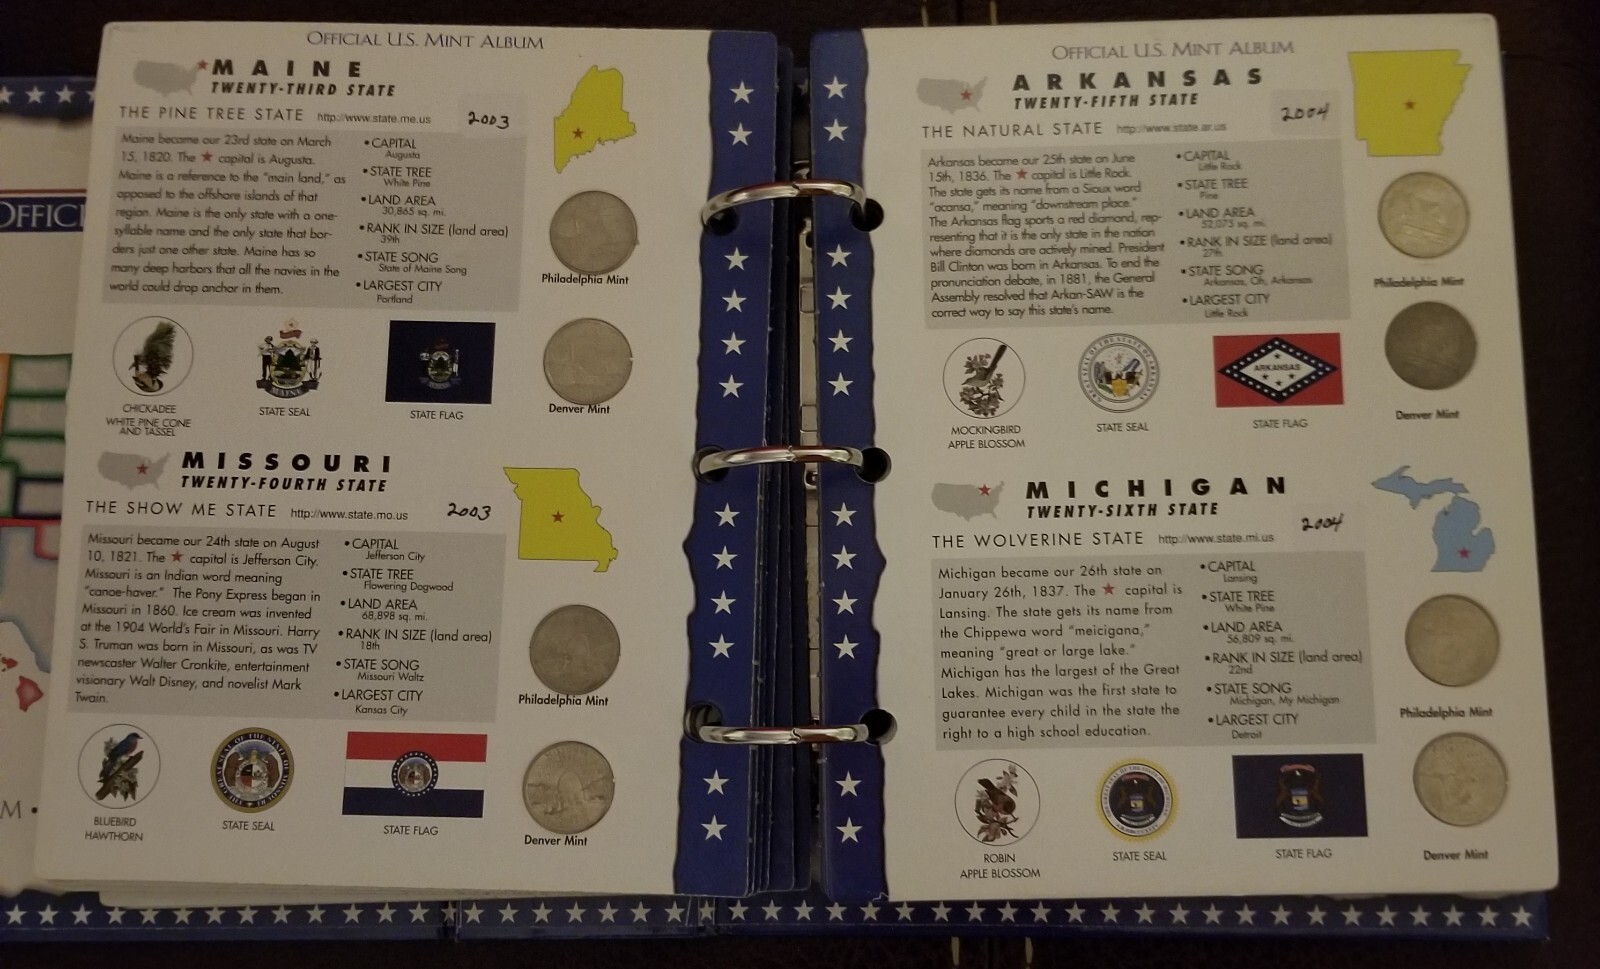 OFFICIAL U.S. MINT ALBUM
MAINE
TWENTY-THIRD STATE
THE PINE TREE STATE http://www.state.me.us 2003
Maine became our 23rd state on March
15, 1820. The ★ capital is Augusta.
Maine is a reference to the "main land," as
opposed to the offshore islands of that
region. Maine is the only state with a one-
syllable name and the only state that bor-
ders just one other state. Maine has so
many deep harbors that all the navies in the
world could drop anchor in them.
• CAPITAL
Augusta
• STATE TREE
White Pine
• LAND AREA
30,865 sq. mi.
• RANK IN SIZE (land area)
39th
• STATE SONG
State of Maine Song
• LARGEST CITY
Portland
Philadelphia Mint
Denver Mint
CHICKADEE
WHITE PINE CONE
AND TASSEL
STATE SEAL
STATE FLAG
MISSOURI
TWENTY-FOURTH STATE
THE SHOW ME STATE http://www.state.mo.us 2003
Missouri became our 24th state on August
10, 1821. The ★ capital is Jefferson City.
Missouri is an Indian word meaning
"canoe-haver." The Pony Express began in
Missouri in 1860. Ice cream was invented
at the 1904 World's Fair in Missouri. Harry
S. Truman was born in Missouri, as was TV
newscaster Walter Cronkite, entertainment
visionary Walt Disney, and novelist Mark
Twain.
• CAPITAL
Jefferson City
• STATE TREE
Flowering Dogwood
• LAND AREA
68,898 sq. mi.
• RANK IN SIZE (land area)
18th
• STATE SONG
Missouri Waltz
• LARGEST CITY
Kansas City
Philadelphia Mint
Denver Mint
BLUEBIRD
HAWTHORN
STATE SEAL
STATE FLAG
OFFICIAL U.S. MINT ALBUM
ARKANSAS
TWENTY-FIFTH STATE
THE NATURAL STATE http://www.state.ar.us 2004
Arkansas became our 25th state on June
15th, 1836. The ★ capital is Little Rock.
The state gets its name from a Sioux word
"acansa," meaning "downstream place."
The Arkansas flag sports a red diamond, rep-
resenting that it is the only state in the nation
where diamonds are actively mined. President
Bill Clinton was born in Arkansas. To end the
pronunciation debate, in 1881, the General
Assembly resolved that Arkan-SAW is the
correct way to say this state's name.
• CAPITAL
Little Rock
• STATE TREE
Pine
• LAND AREA
52,075 sq. mi.
• RANK IN SIZE (land area)
27th
• STATE SONG
Arkansas, Oh, Arkansas
• LARGEST CITY
Little Rock
Philadelphia Mint
Denver Mint
MOCKINGBIRD
APPLE BLOSSOM
STATE SEAL
ARKANSAS
STATE FLAG
MICHIGAN
TWENTY-SIXTH STATE
THE WOLVERINE STATE http://www.state.mi.us 2004
Michigan became our 26th state on
January 26th, 1837. The ★ capital is
Lansing. The state gets its name from
the Chippewa word "meicigana,"
meaning "great or large lake."
Michigan has the largest of the Great
Lakes. Michigan was the first state to
guarantee every child in the state the
right to a high school education.
• CAPITAL
Lansing
• STATE TREE
White Pine
• LAND AREA
56,809 sq. mi.
• RANK IN SIZE (land area)
22nd
• STATE SONG
Michigan, My Michigan
• LARGEST CITY
Detroit
Philadelphia Mint
Denver Mint
ROBIN
APPLE BLOSSOM
STATE SEAL
STATE FLAG
OFFICI
M •